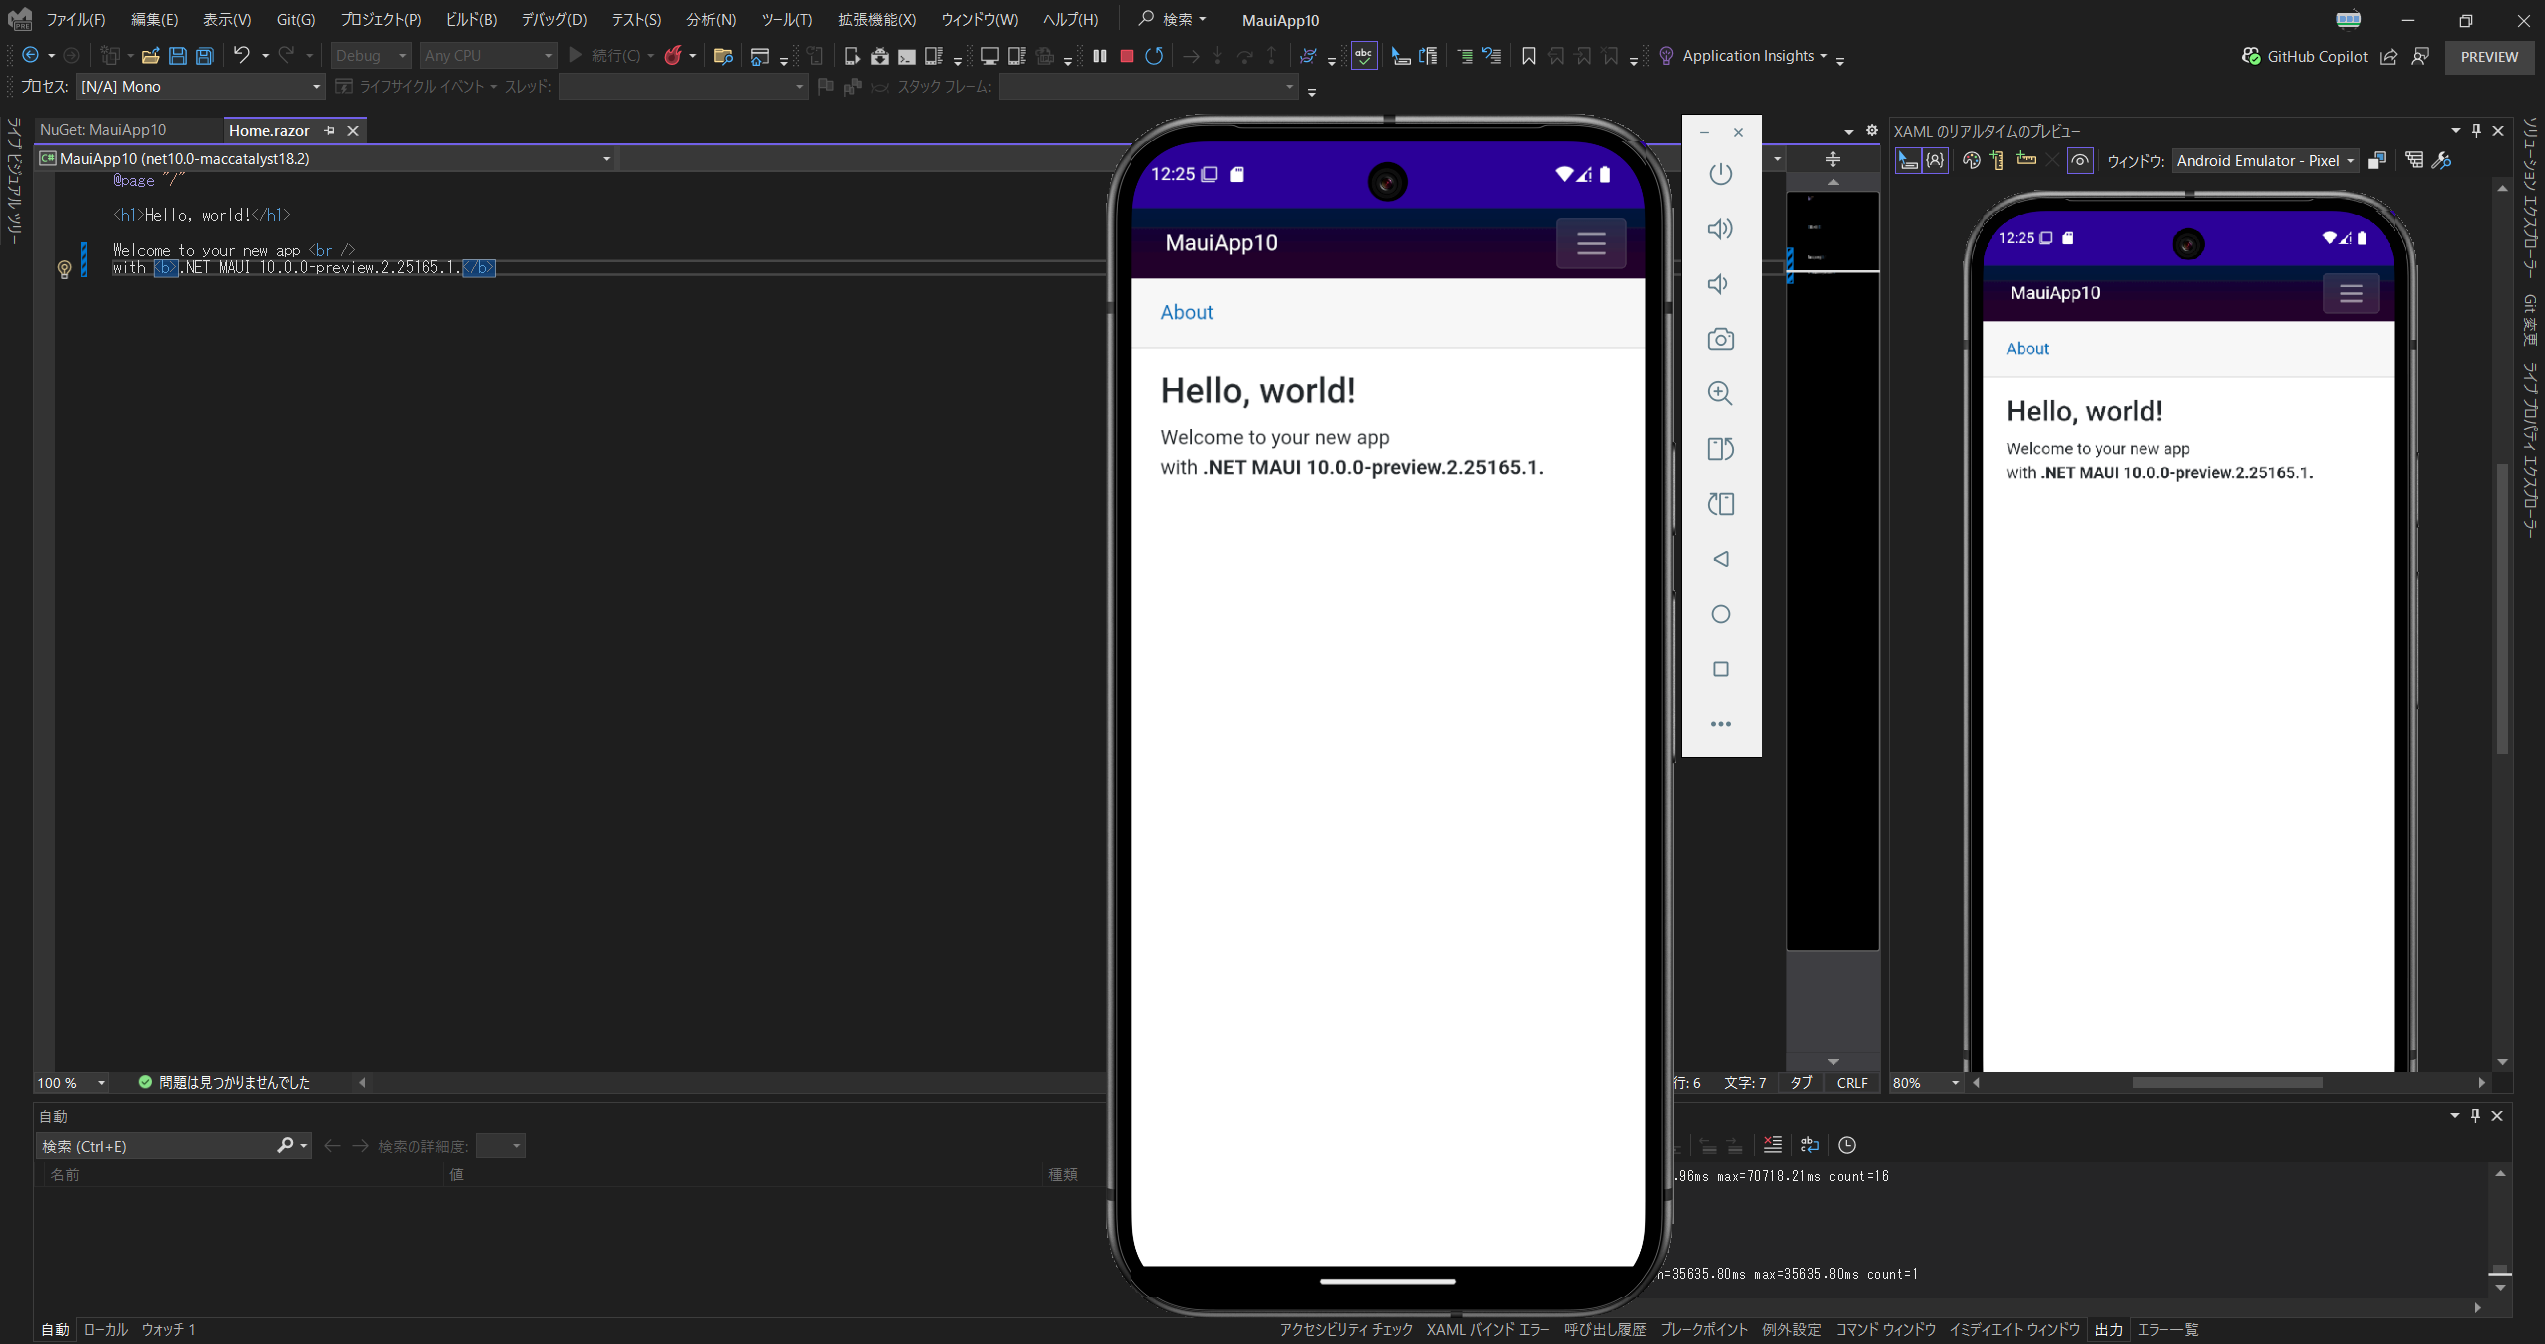 ファイル(F) 編集(E) 表示(V) Git(G) プロジェクト(P) ビルド(B) デバッグ(D) テスト(S) 分析(N) ツール(T) 拡張機能(X) ウィンドウ(W) ヘルプ(H) 検索 MauiApp10
Debug Any CPU 続行(C) Application Insights GitHub Copilot PREVIEW
プロセス: [N/A] Mono ライフサイクル イベント スレッド: スタック フレーム:
ライブ ビジュアル ツリー
NuGet: MauiApp10 Home.razor
MauiApp10 (net10.0-maccatalyst18.2)
@page "/"
<h1>Hello, world!</h1>
Welcome to your new app <br />
with <b>.NET MAUI 10.0.0-preview.2.25165.1.</b>
12:25
MauiApp10
About
Hello, world!
Welcome to your new app
with .NET MAUI 10.0.0-preview.2.25165.1.
XAML のリアルタイムのプレビュー
ウィンドウ: Android Emulator - Pixel
12:25
MauiApp10
About
Hello, world!
Welcome to your new app
with .NET MAUI 10.0.0-preview.2.25165.1.
ソリューション エクスプローラー
Git 変更
ライブ プロパティ エクスプローラー
100 % 問題は見つかりませんでした 行: 6 文字: 7 タブ CRLF
80%
自動
検索 (Ctrl+E) 検索の詳細度:
名前 値 種類
.96ms max=70718.21ms count=16
=35635.80ms max=35635.80ms count=1
自動 ローカル ウォッチ 1
アクセシビリティ チェック XAML バインド エラー 呼び出し履歴 ブレークポイント 例外設定 コマンド ウィンドウ イミディエイト ウィンドウ 出力 エラー一覧